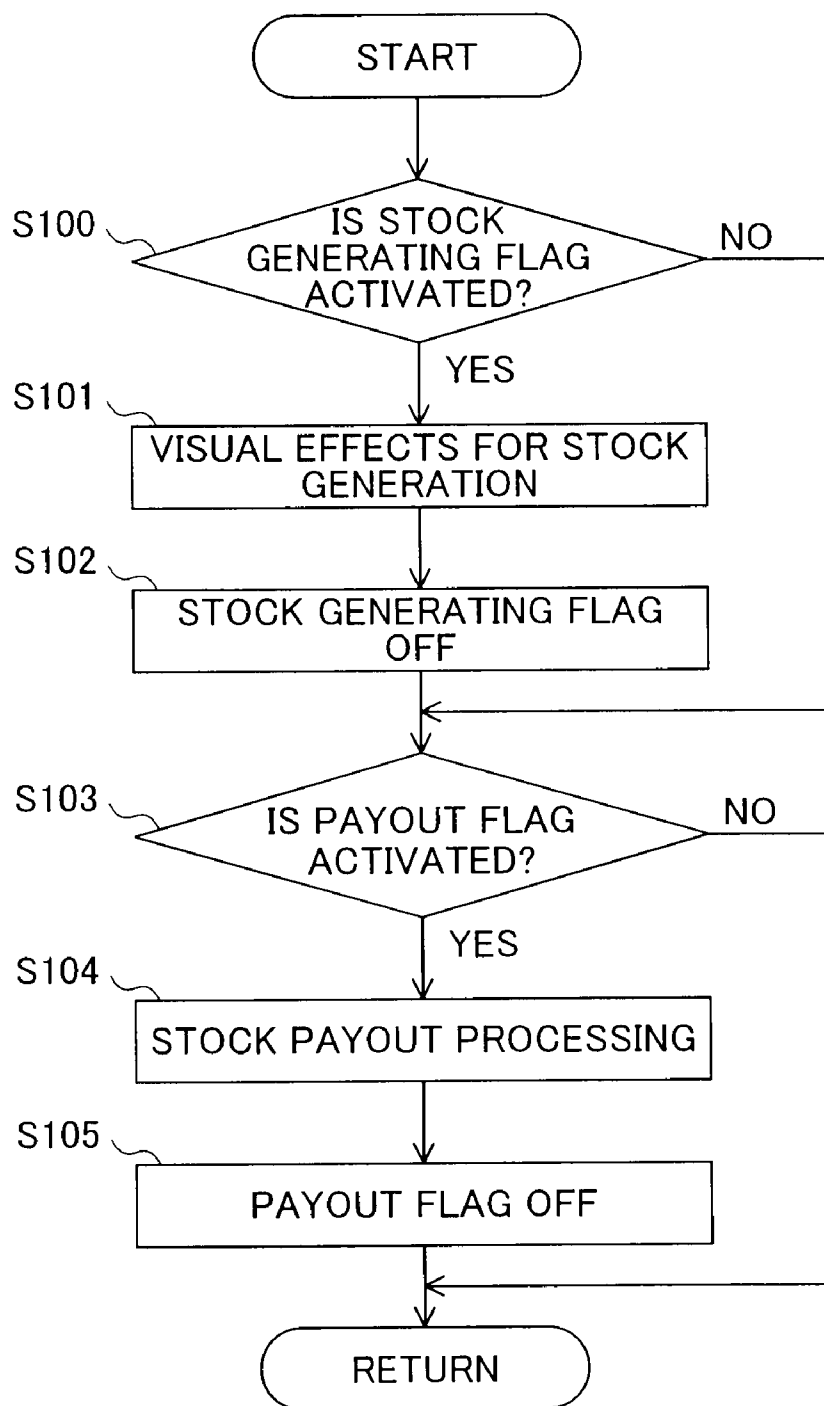 START
S100
IS STOCK
GENERATING FLAG
ACTIVATED?
NO
YES
S101
VISUAL EFFECTS FOR STOCK
GENERATION
S102
STOCK GENERATING FLAG
OFF
S103
IS PAYOUT FLAG
ACTIVATED?
NO
YES
S104
STOCK PAYOUT PROCESSING
S105
PAYOUT FLAG OFF
RETURN